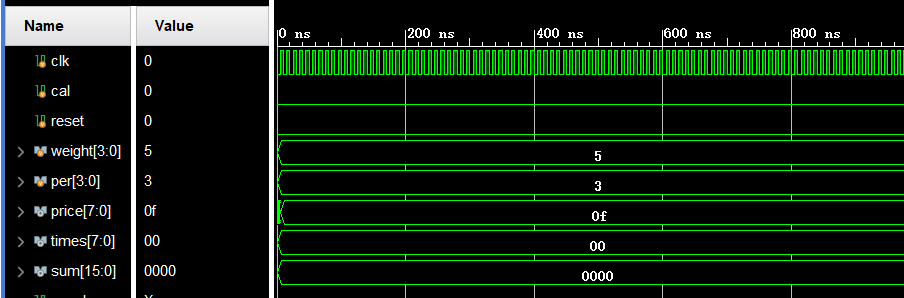 Name Value 0 ns 200 ns 400 ns 600 ns 800 ns
clk 0
cal 0
reset 0
weight[3:0] 5 5
per[3:0] 3 3
price[7:0] 0f 0f
times[7:0] 00 00
sum[15:0] 0000 0000